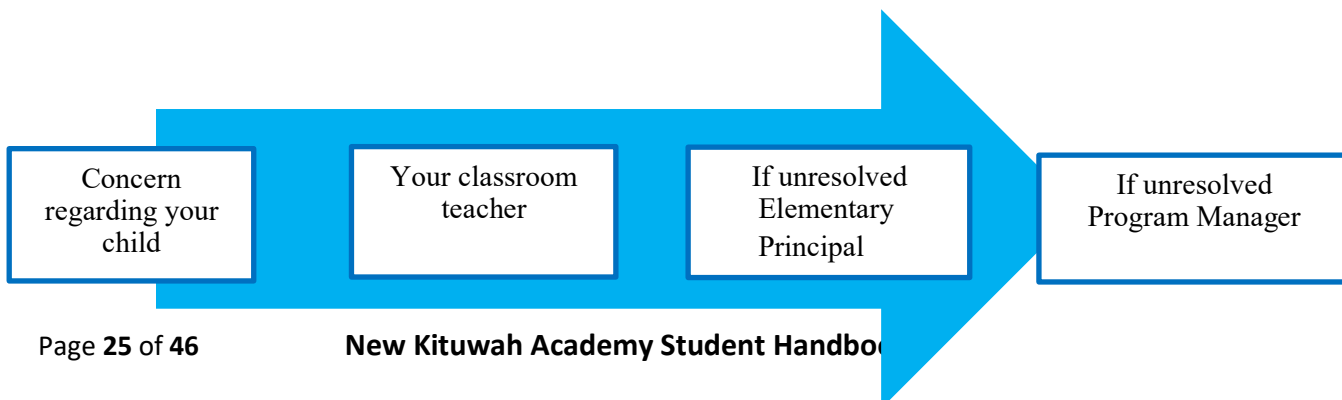 Concern
regarding your
child
Your classroom
teacher
If unresolved
Elementary
Principal
If unresolved
Program Manager
Page 25 of 46
New Kituwah Academy Student